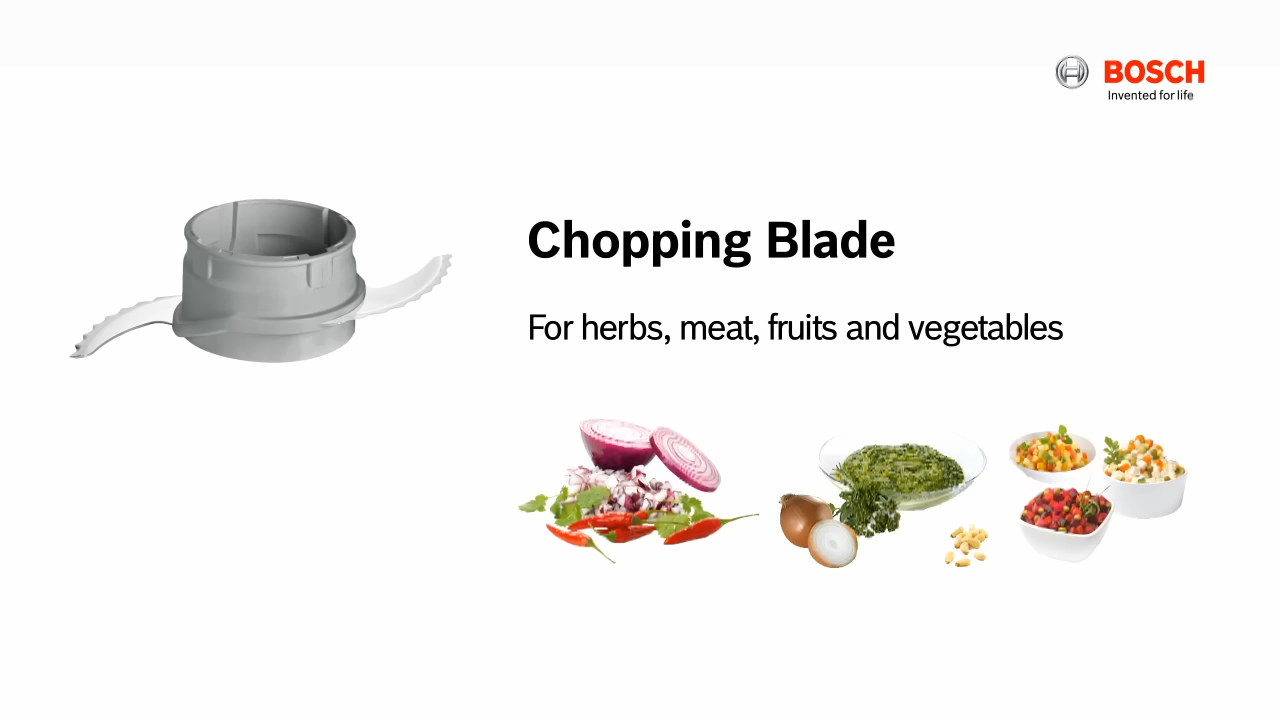 BOSCH
Invented for life
Chopping Blade
For herbs, meat, fruits and vegetables